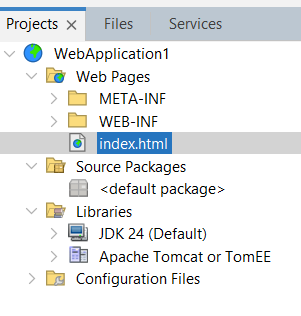 Projects × Files Services
WebApplication1
Web Pages
META-INF
WEB-INF
index.html
Source Packages
<default package>
Libraries
JDK 24 (Default)
Apache Tomcat or TomEE
Configuration Files